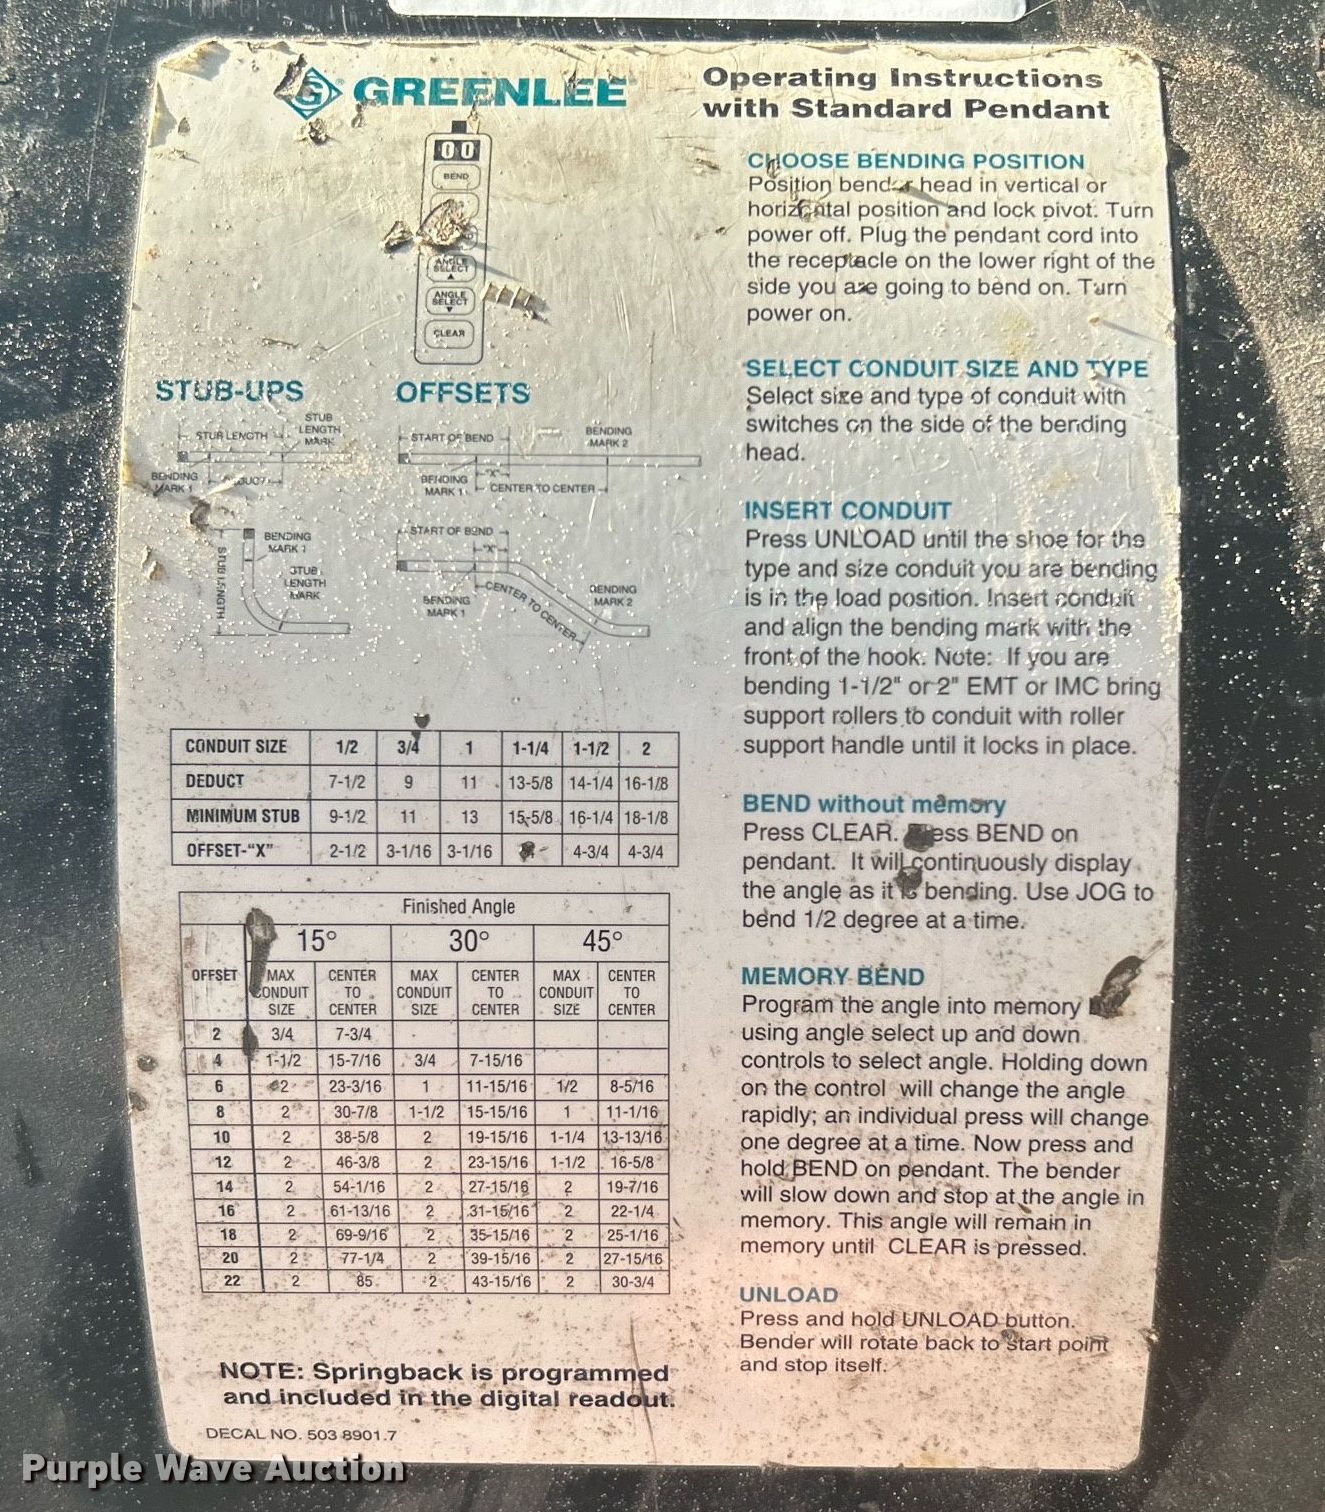 GREENLEE
Operating Instructions
with Standard Pendant
00
BEND
ANGLE
SELECT
ANGLE
SELECT
CLEAR
CHOOSE BENDING POSITION
Position bender head in vertical or
horizontal position and lock pivot. Turn
power off. Plug the pendant cord into
the receptacle on the lower right of the
side you are going to bend on. Turn
power on.
SELECT CONDUIT SIZE AND TYPE
Select size and type of conduit with
switches on the side of the bending
head.
INSERT CONDUIT
Press UNLOAD until the shoe for the
type and size conduit you are bending
is in the load position. Insert conduit
and align the bending mark with the
front of the hook. Note: If you are
bending 1-1/2" or 2" EMT or IMC bring
support rollers to conduit with roller
support handle until it locks in place.
BEND without memory
Press CLEAR. Press BEND on
pendant. It will continuously display
the angle as it is bending. Use JOG to
bend 1/2 degree at a time.
MEMORY BEND
Program the angle into memory
using angle select up and down
controls to select angle. Holding down
on the control will change the angle
rapidly; an individual press will change
one degree at a time. Now press and
hold BEND on pendant. The bender
will slow down and stop at the angle in
memory. This angle will remain in
memory until CLEAR is pressed.
UNLOAD
Press and hold UNLOAD button.
Bender will rotate back to start point
and stop itself.
STUB-UPS
STUB LENGTH
STUB
LENGTH
MARK
BENDING
MARK 1
STUB LENGTH
BENDING
MARK 1
STUB
LENGTH
MARK
OFFSETS
START OF BEND
BENDING
MARK 2
BENDING
MARK 1
"X"
CENTER TO CENTER
START OF BEND
"X"
CENTER TO CENTER
BENDING
MARK 1
BENDING
MARK 2
CONDUIT SIZE 1/2 3/4 1 1-1/4 1-1/2 2
DEDUCT 7-1/2 9 11 13-5/8 14-1/4 16-1/8
MINIMUM STUB 9-1/2 11 13 15-5/8 16-1/4 18-1/8
OFFSET-"X" 2-1/2 3-1/16 3-1/16 4-3/4 4-3/4
Finished Angle
15° 30° 45°
OFFSET MAX CENTER MAX CENTER MAX CENTER
CONDUIT TO CONDUIT TO CONDUIT TO
SIZE CENTER SIZE CENTER SIZE CENTER
2 3/4 7-3/4
4 1-1/2 15-7/16 3/4 7-15/16
6 2 23-3/16 1 11-15/16 1/2 8-5/16
8 2 30-7/8 1-1/2 15-15/16 1 11-1/16
10 2 38-5/8 2 19-15/16 1-1/4 13-13/16
12 2 46-3/8 2 23-15/16 1-1/2 16-5/8
14 2 54-1/16 2 27-15/16 2 19-7/16
16 2 61-13/16 2 31-15/16 2 22-1/4
18 2 69-9/16 2 35-15/16 2 25-1/16
20 2 77-1/4 2 39-15/16 2 27-15/16
22 2 85 2 43-15/16 2 30-3/4
NOTE: Springback is programmed
and included in the digital readout.
DECAL NO. 503 8901.7
Purple Wave Auction